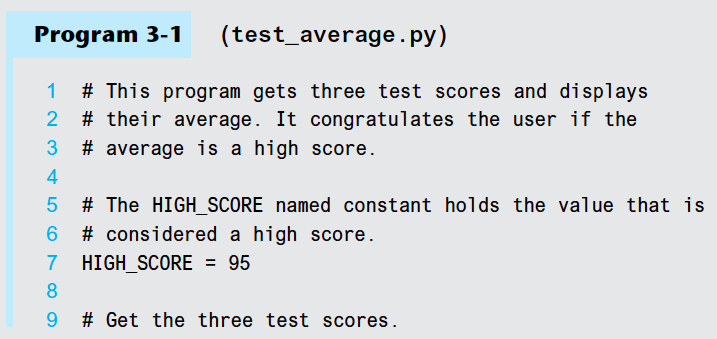 Program 3-1 (test_average.py)
1 # This program gets three test scores and displays
2 # their average. It congratulates the user if the
3 # average is a high score.
4
5 # The HIGH_SCORE named constant holds the value that is
6 # considered a high score.
7 HIGH_SCORE = 95
8
9 # Get the three test scores.